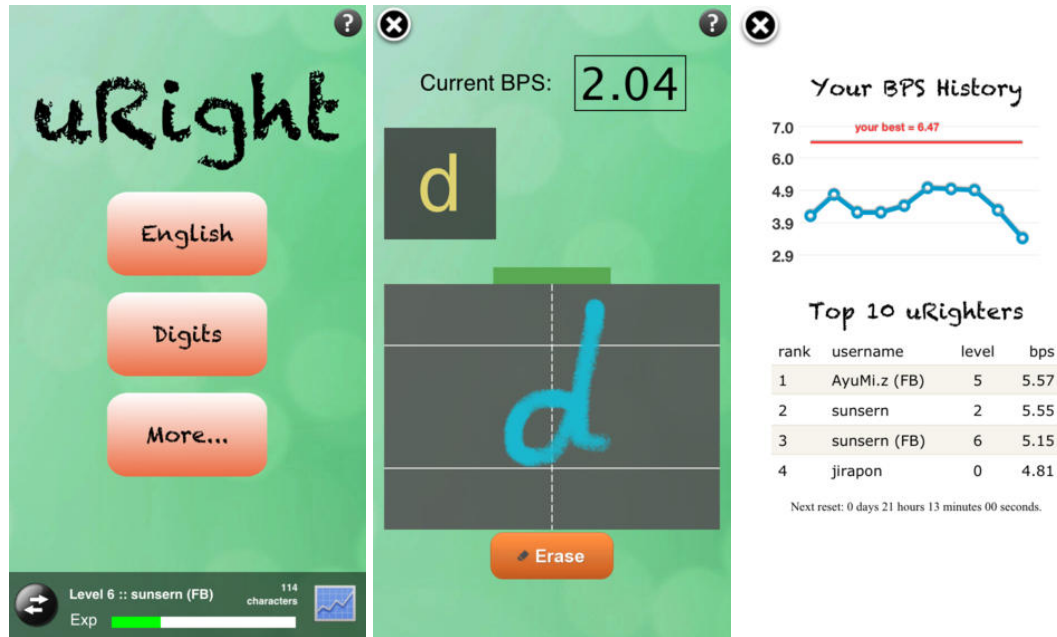 ?
uRight
English
Digits
More...
Level 6 :: sunsern (FB)
114
characters
Exp
?
Current BPS: 2.04
d
d
Erase
Your BPS History
7.0
your best = 6.47
6.0
4.9
3.9
2.9
Top 10 uRighters
rank username level bps
1 AyuMi.z (FB) 5 5.57
2 sunsern 2 5.55
3 sunsern (FB) 6 5.15
4 jirapon 0 4.81
Next reset: 0 days 21 hours 13 minutes 00 seconds.